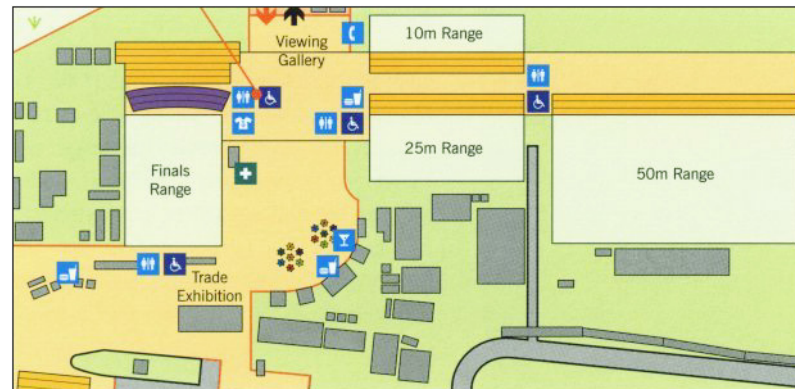 Viewing
Gallery
10m Range
25m Range
50m Range
Finals
Range
Trade
Exhibition